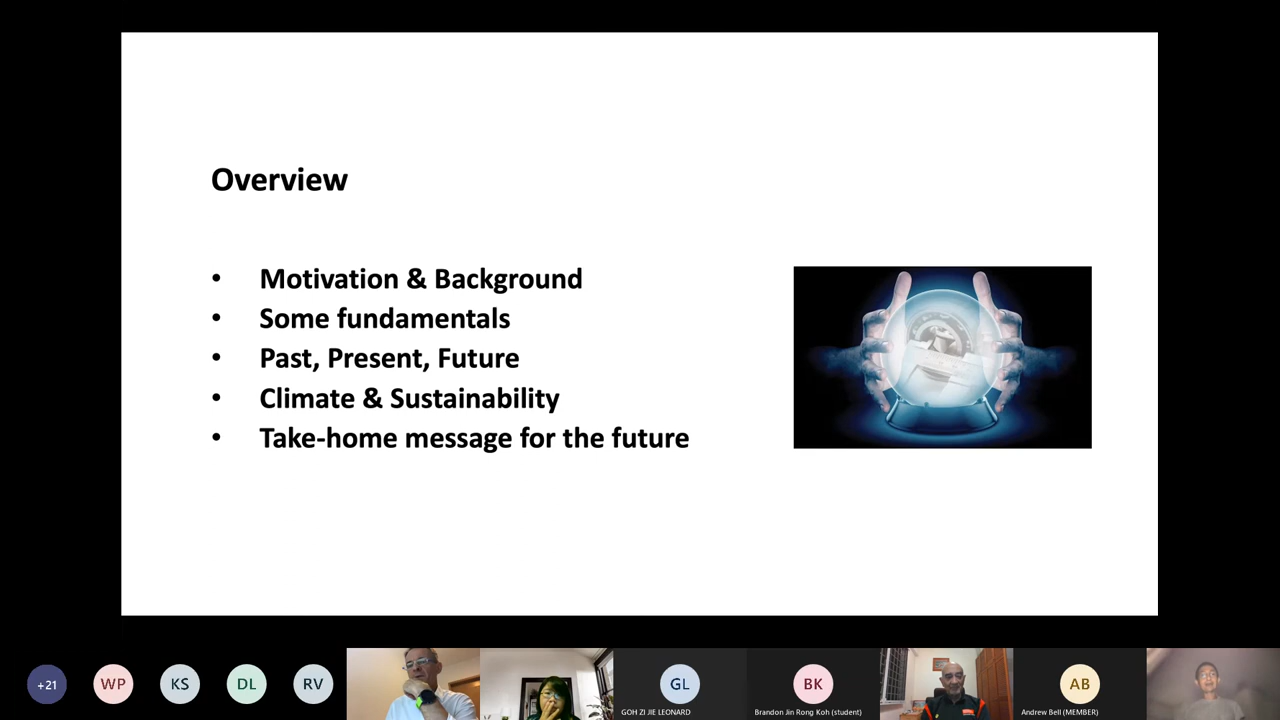 Overview
• Motivation & Background
• Some fundamentals
• Past, Present, Future
• Climate & Sustainability
• Take-home message for the future
+21
WP
KS
DL
RV
GL
GOH ZI JIE LEONARD
BK
Brandon Jin Rong Koh (student)
AB
Andrew Bell (MEMBER)